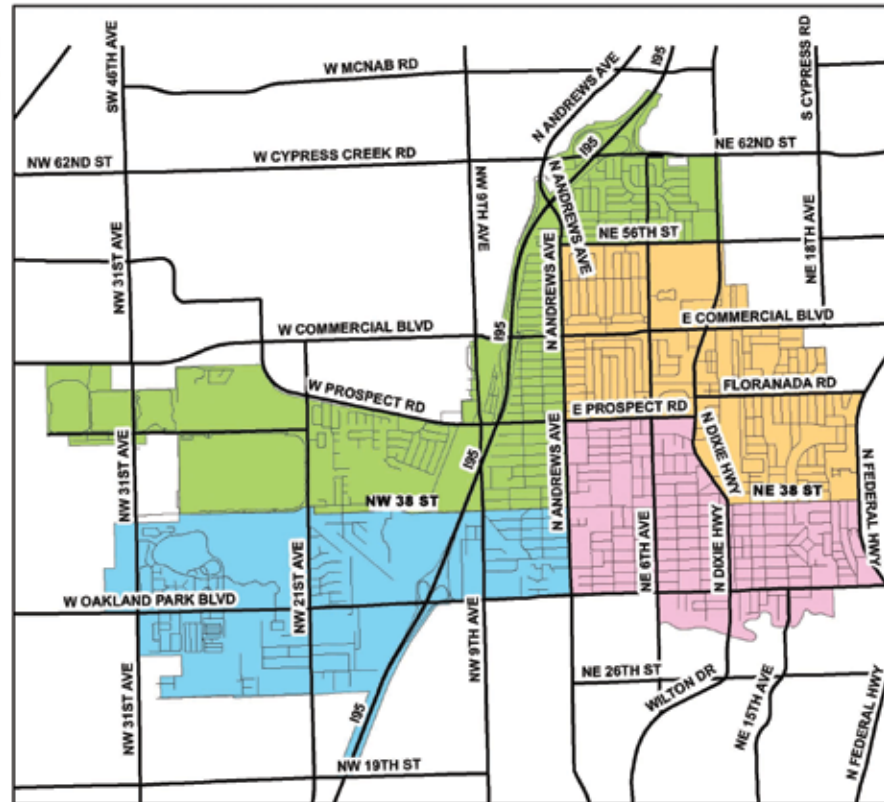 SW 46TH AVE
W MCNAB RD
N ANDREWS AVE
I95
S CYPRESS RD
NW 62ND ST
W CYPRESS CREEK RD
I95
NE 62ND ST
NW 9TH AVE
N ANDREWS AVE
NW 31ST AVE
NE 56TH ST
NE 18TH AVE
N ANDREWS AVE
W COMMERCIAL BLVD
I95
E COMMERCIAL BLVD
W PROSPECT RD
FLORANADA RD
E PROSPECT RD
NW 31ST AVE
I95
N ANDREWS AVE
N DIXIE HWY
N FEDERAL HWY
NW 38 ST
NE 38 ST
NW 21ST AVE
NE 6TH AVE
N DIXIE HWY
W OAKLAND PARK BLVD
NW 31ST AVE
NW 9TH AVE
NE 26TH ST
WILTON DR
NE 15TH AVE
N FEDERAL HWY
I95
NW 19TH ST